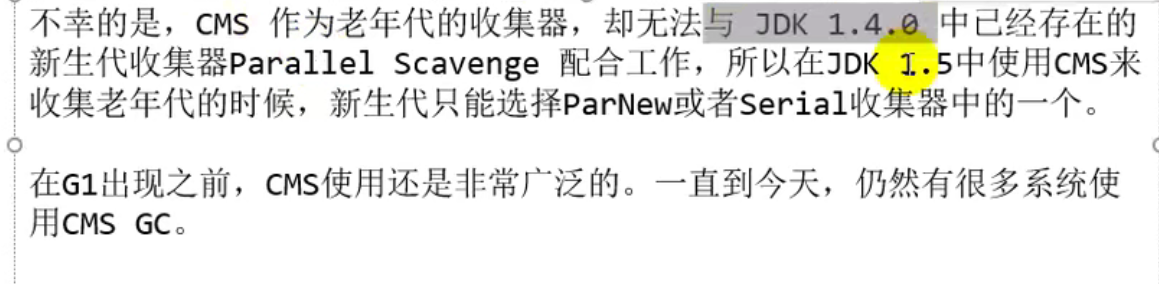 不幸的是，CMS 作为老年代的收集器，却无法与 JDK 1.4.0 中已经存在的
新生代收集器Parallel Scavenge 配合工作，所以在JDK 1.5中使用CMS来
收集老年代的时候，新生代只能选择ParNew或者Serial收集器中的一个。
在G1出现之前，CMS使用还是非常广泛的。一直到今天，仍然有很多系统使
用CMS GC。